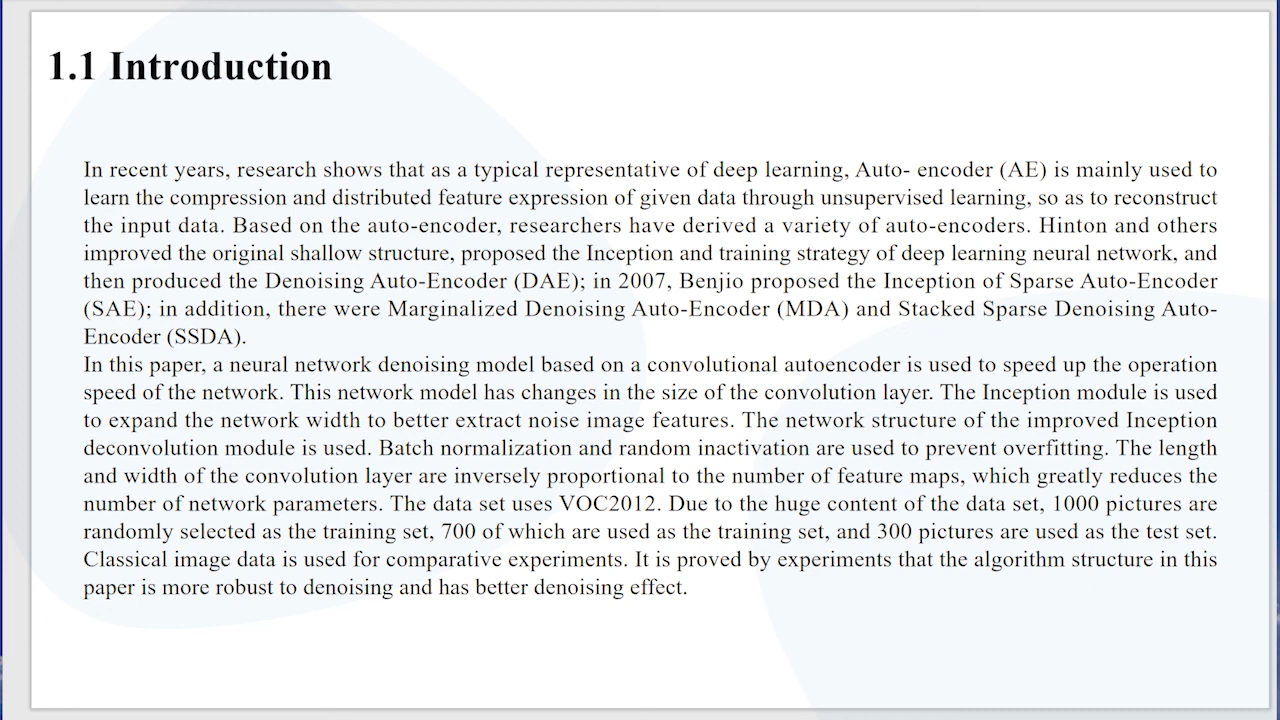 1.1 Introduction
In recent years, research shows that as a typical representative of deep learning, Auto- encoder (AE) is mainly used to
learn the compression and distributed feature expression of given data through unsupervised learning, so as to reconstruct
the input data. Based on the auto-encoder, researchers have derived a variety of auto-encoders. Hinton and others
improved the original shallow structure, proposed the Inception and training strategy of deep learning neural network, and
then produced the Denoising Auto-Encoder (DAE); in 2007, Benjio proposed the Inception of Sparse Auto-Encoder
(SAE); in addition, there were Marginalized Denoising Auto-Encoder (MDA) and Stacked Sparse Denoising Auto-
Encoder (SSDA).
In this paper, a neural network denoising model based on a convolutional autoencoder is used to speed up the operation
speed of the network. This network model has changes in the size of the convolution layer. The Inception module is used
to expand the network width to better extract noise image features. The network structure of the improved Inception
deconvolution module is used. Batch normalization and random inactivation are used to prevent overfitting. The length
and width of the convolution layer are inversely proportional to the number of feature maps, which greatly reduces the
number of network parameters. The data set uses VOC2012. Due to the huge content of the data set, 1000 pictures are
randomly selected as the training set, 700 of which are used as the training set, and 300 pictures are used as the test set.
Classical image data is used for comparative experiments. It is proved by experiments that the algorithm structure in this
paper is more robust to denoising and has better denoising effect.